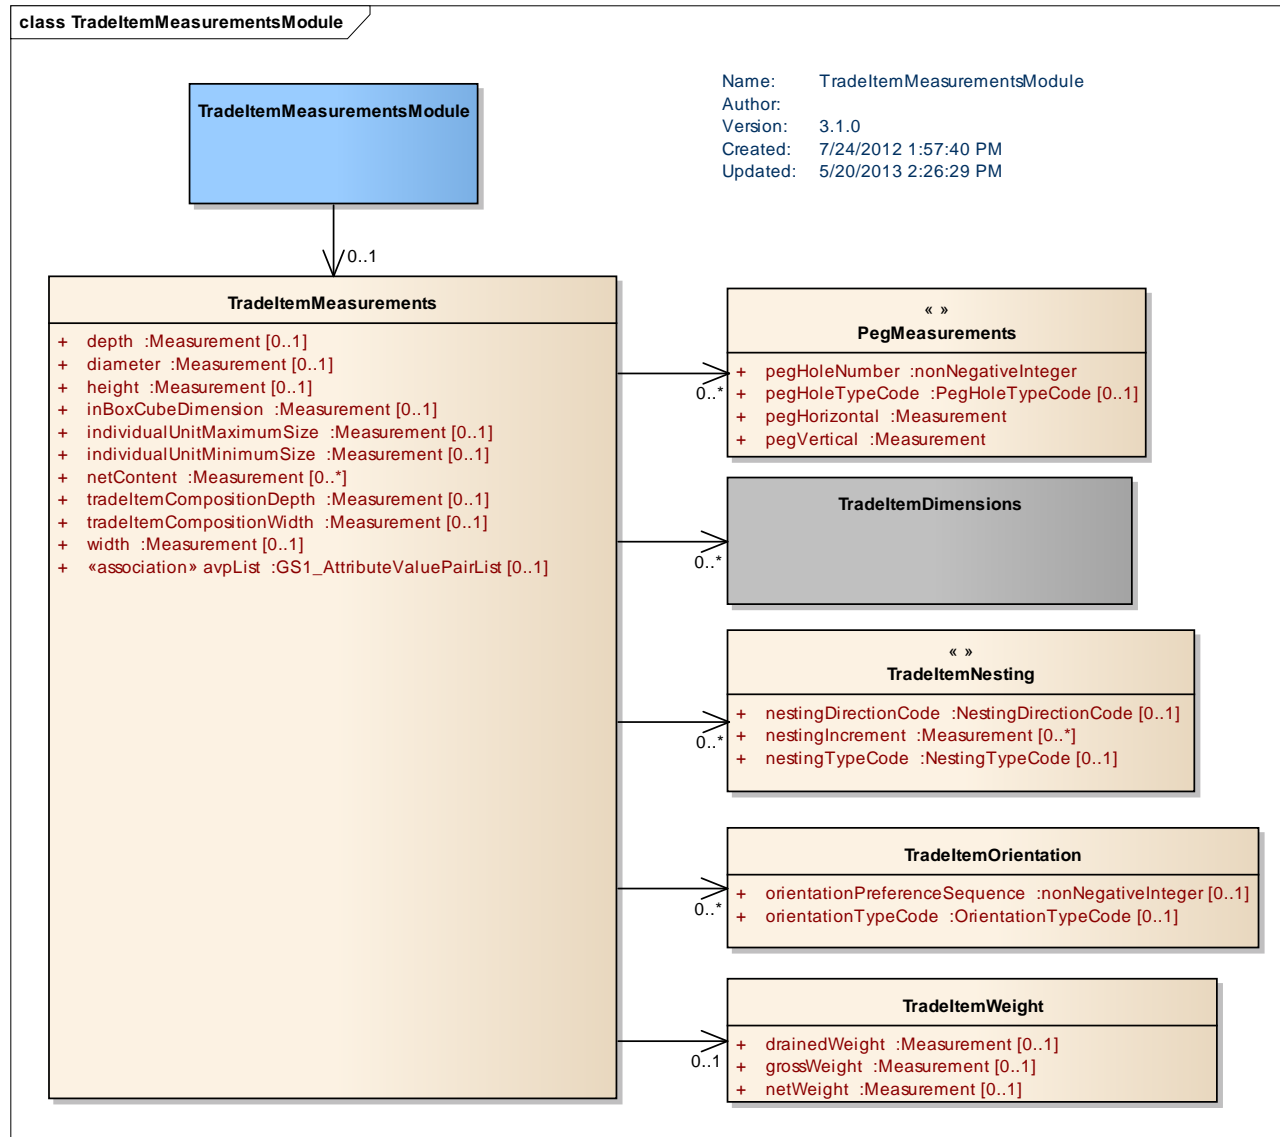 class TradeItemMeasurementsModule
TradeItemMeasurementsModule
Name: TradeItemMeasurementsModule
Author:
Version: 3.1.0
Created: 7/24/2012 1:57:40 PM
Updated: 5/20/2013 2:26:29 PM
0..1
TradeItemMeasurements
+ depth :Measurement [0..1]
+ diameter :Measurement [0..1]
+ height :Measurement [0..1]
+ inBoxCubeDimension :Measurement [0..1]
+ individualUnitMaximumSize :Measurement [0..1]
+ individualUnitMinimumSize :Measurement [0..1]
+ netContent :Measurement [0..*]
+ tradeItemCompositionDepth :Measurement [0..1]
+ tradeItemCompositionWidth :Measurement [0..1]
+ width :Measurement [0..1]
+ «association» avpList :GS1_AttributeValuePairList [0..1]
0..*
« »
PegMeasurements
+ pegHoleNumber :nonNegativeInteger
+ pegHoleTypeCode :PegHoleTypeCode [0..1]
+ pegHorizontal :Measurement
+ pegVertical :Measurement
0..*
TradeItemDimensions
0..*
« »
TradeItemNesting
+ nestingDirectionCode :NestingDirectionCode [0..1]
+ nestingIncrement :Measurement [0..*]
+ nestingTypeCode :NestingTypeCode [0..1]
0..*
TradeItemOrientation
+ orientationPreferenceSequence :nonNegativeInteger [0..1]
+ orientationTypeCode :OrientationTypeCode [0..1]
0..1
TradeItemWeight
+ drainedWeight :Measurement [0..1]
+ grossWeight :Measurement [0..1]
+ netWeight :Measurement [0..1]